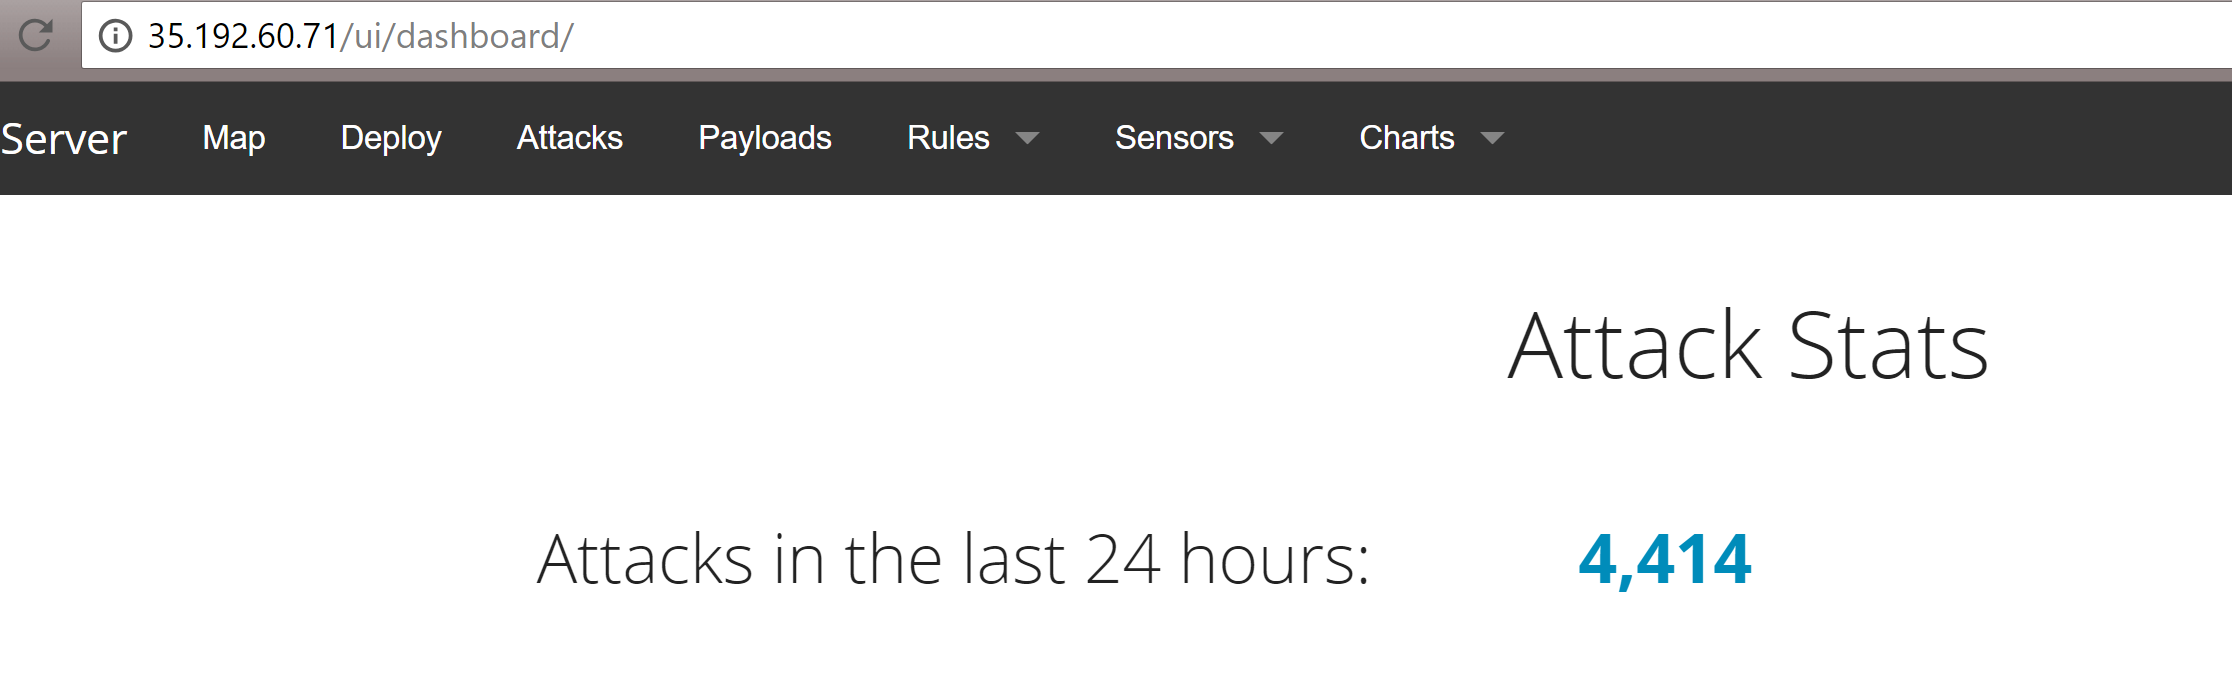 35.192.60.71/ui/dashboard/
Server Map Deploy Attacks Payloads Rules Sensors Charts
Attack Stats
Attacks in the last 24 hours: 4,414